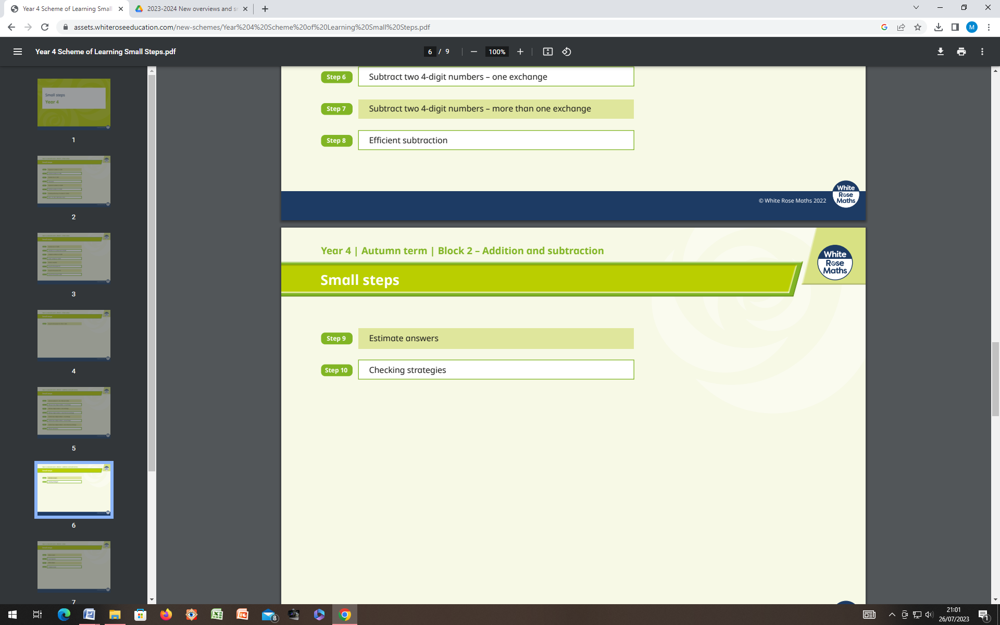 Year 4 Scheme of Learning Small
2023-2024 New overviews and sr
assets.whiteroseeducation.com/new-schemes/Year%204%20Scheme%20of%20Learning%20Small%20Steps.pdf
M
Year 4 Scheme of Learning Small Steps.pdf
6 / 9
100%
Small steps
Year 4
1
2
3
4
5
6
7
Step 6 Subtract two 4-digit numbers – one exchange
Step 7 Subtract two 4-digit numbers – more than one exchange
Step 8 Efficient subtraction
© White Rose Maths 2022
White
Rose
Maths
Year 4 | Autumn term | Block 2 – Addition and subtraction
White
Rose
Maths
Small steps
Step 9 Estimate answers
Step 10 Checking strategies
8
21:01
26/07/2023
1